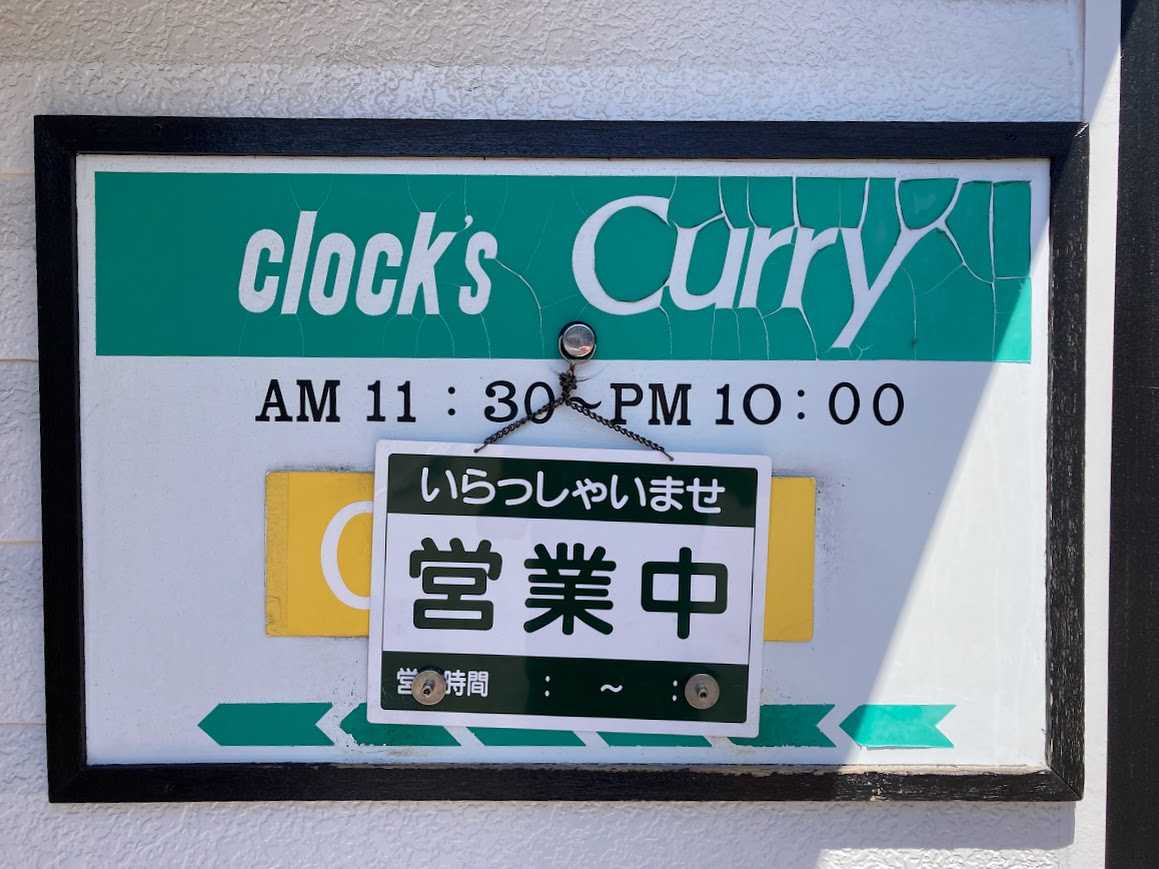 clock's Curry
AM 11 : 30~PM 10 : 00
いらっしゃいませ
営業中
時間 : ~ :